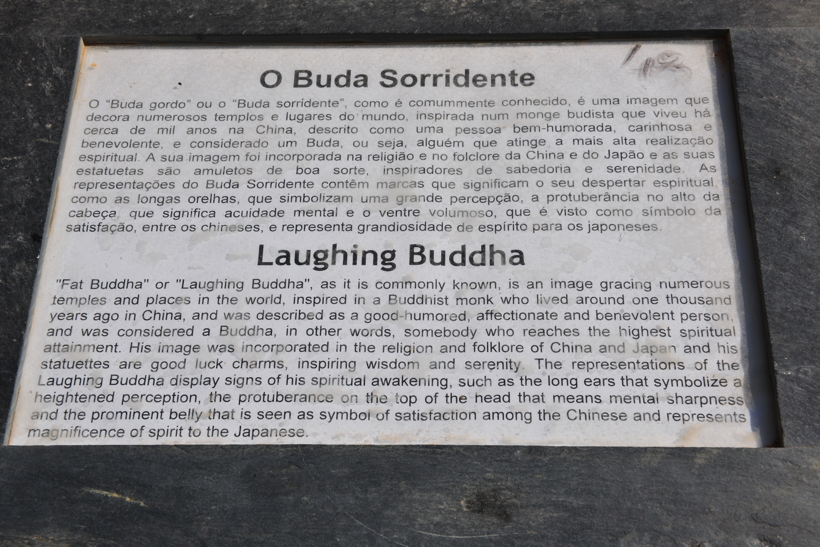 O Buda Sorridente
O "Buda gordo" ou o "Buda sorridente", como é comummente conhecido, é uma imagem que
decora numerosos templos e lugares do mundo, inspirada num monge budista que viveu há
cerca de mil anos na China, descrito como uma pessoa bem-humorada, carinhosa e
benevolente, e considerado um Buda, ou seja, alguém que atinge a mais alta realização
espiritual. A sua imagem foi incorporada na religião e no folclore da China e do Japão e as suas
estatuetas são amuletos de boa sorte, inspiradores de sabedoria e serenidade. As
representações do Buda Sorridente contêm marcas que significam o seu despertar espiritual,
como as longas orelhas, que simbolizam uma grande percepção, a protuberância no alto da
cabeça, que significa acuidade mental e o ventre volumoso, que é visto como símbolo da
satisfação, entre os chineses, e representa grandiosidade de espírito para os japoneses.
Laughing Buddha
"Fat Buddha" or "Laughing Buddha", as it is commonly known, is an image gracing numerous
temples and places in the world, inspired in a Buddhist monk who lived around one thousand
years ago in China, and was described as a good-humored, affectionate and benevolent person,
and was considered a Buddha, in other words, somebody who reaches the highest spiritual
attainment. His image was incorporated in the religion and folklore of China and Japan and his
statuettes are good luck charms, inspiring wisdom and serenity. The representations of the
Laughing Buddha display signs of his spiritual awakening, such as the long ears that symbolize a
heightened perception, the protuberance on the top of the head that means mental sharpness
and the prominent belly that is seen as symbol of satisfaction among the Chinese and represents
magnificence of spirit to the Japanese.